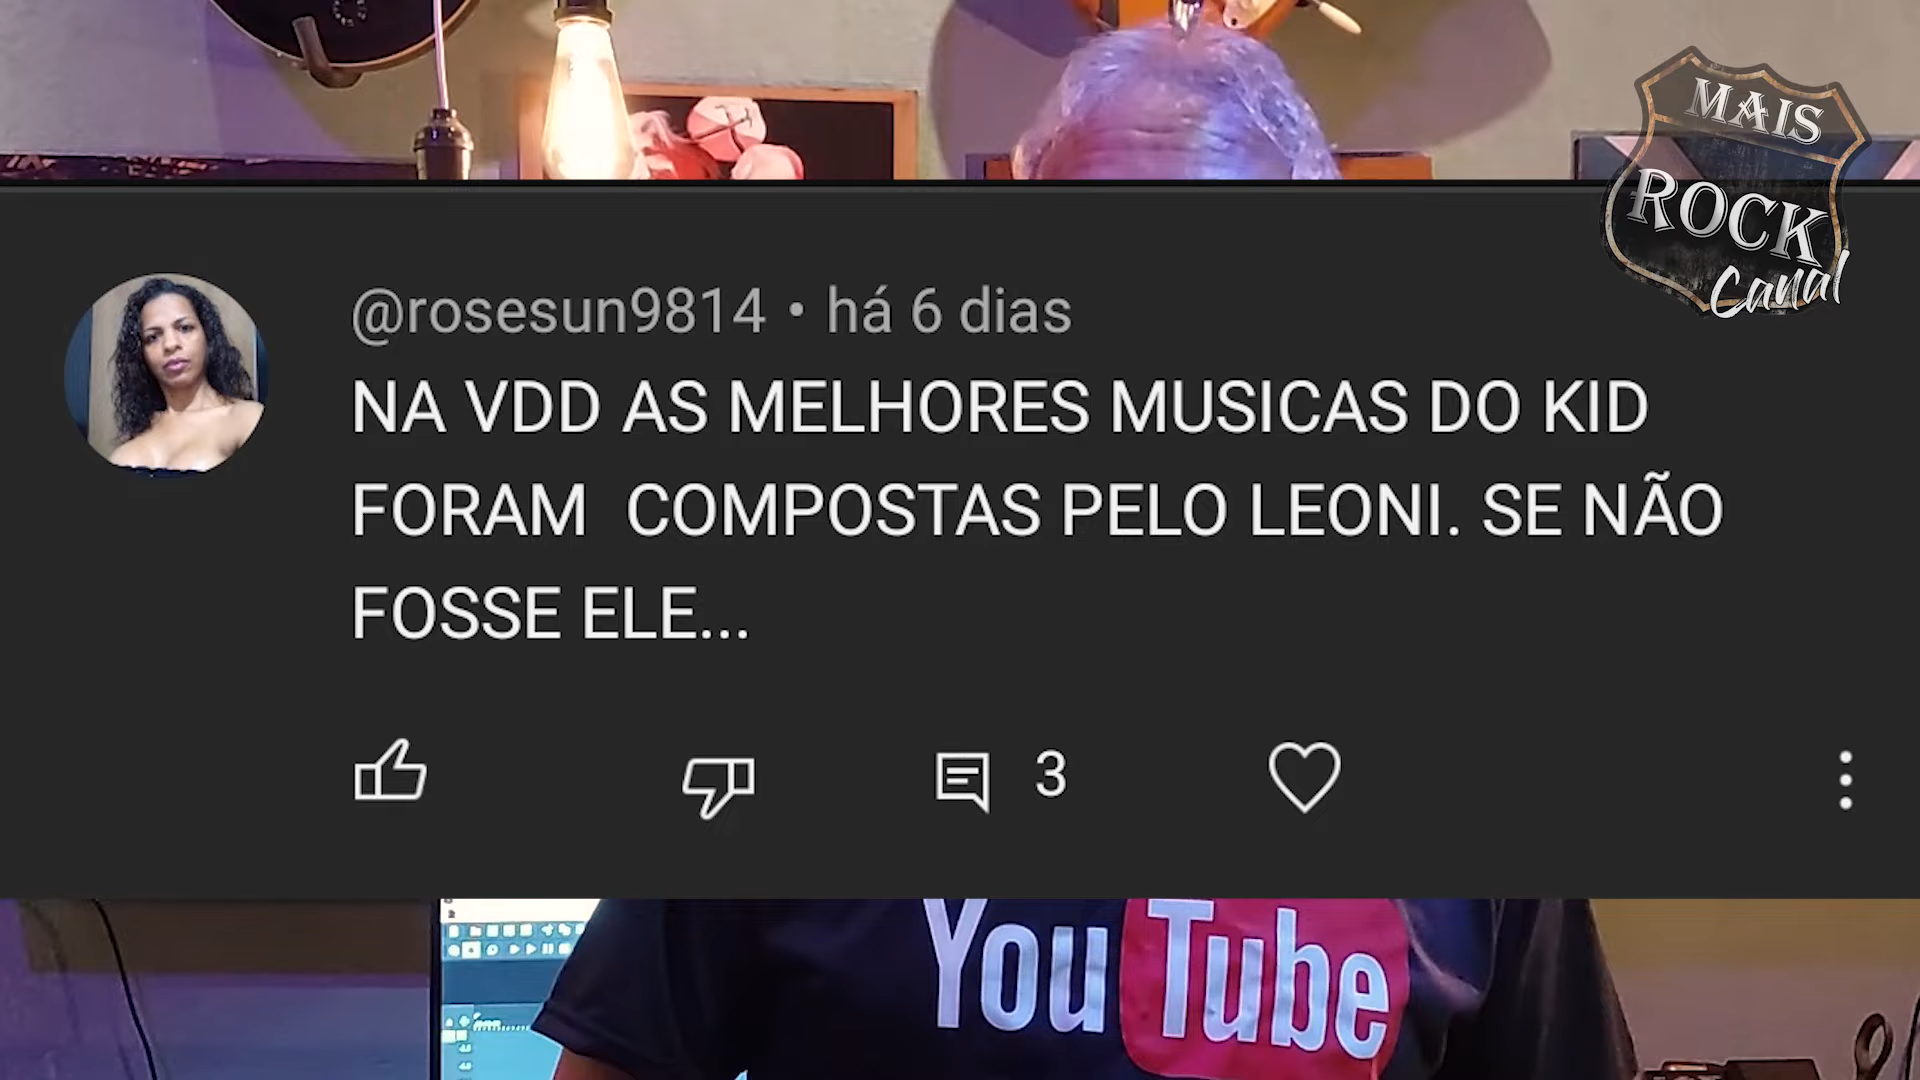 MAIS
ROCK
Canal
@rosesun9814 • há 6 dias
NA VDD AS MELHORES MUSICAS DO KID
FORAM  COMPOSTAS PELO LEONI. SE NÃO
FOSSE ELE...
3
YouTube